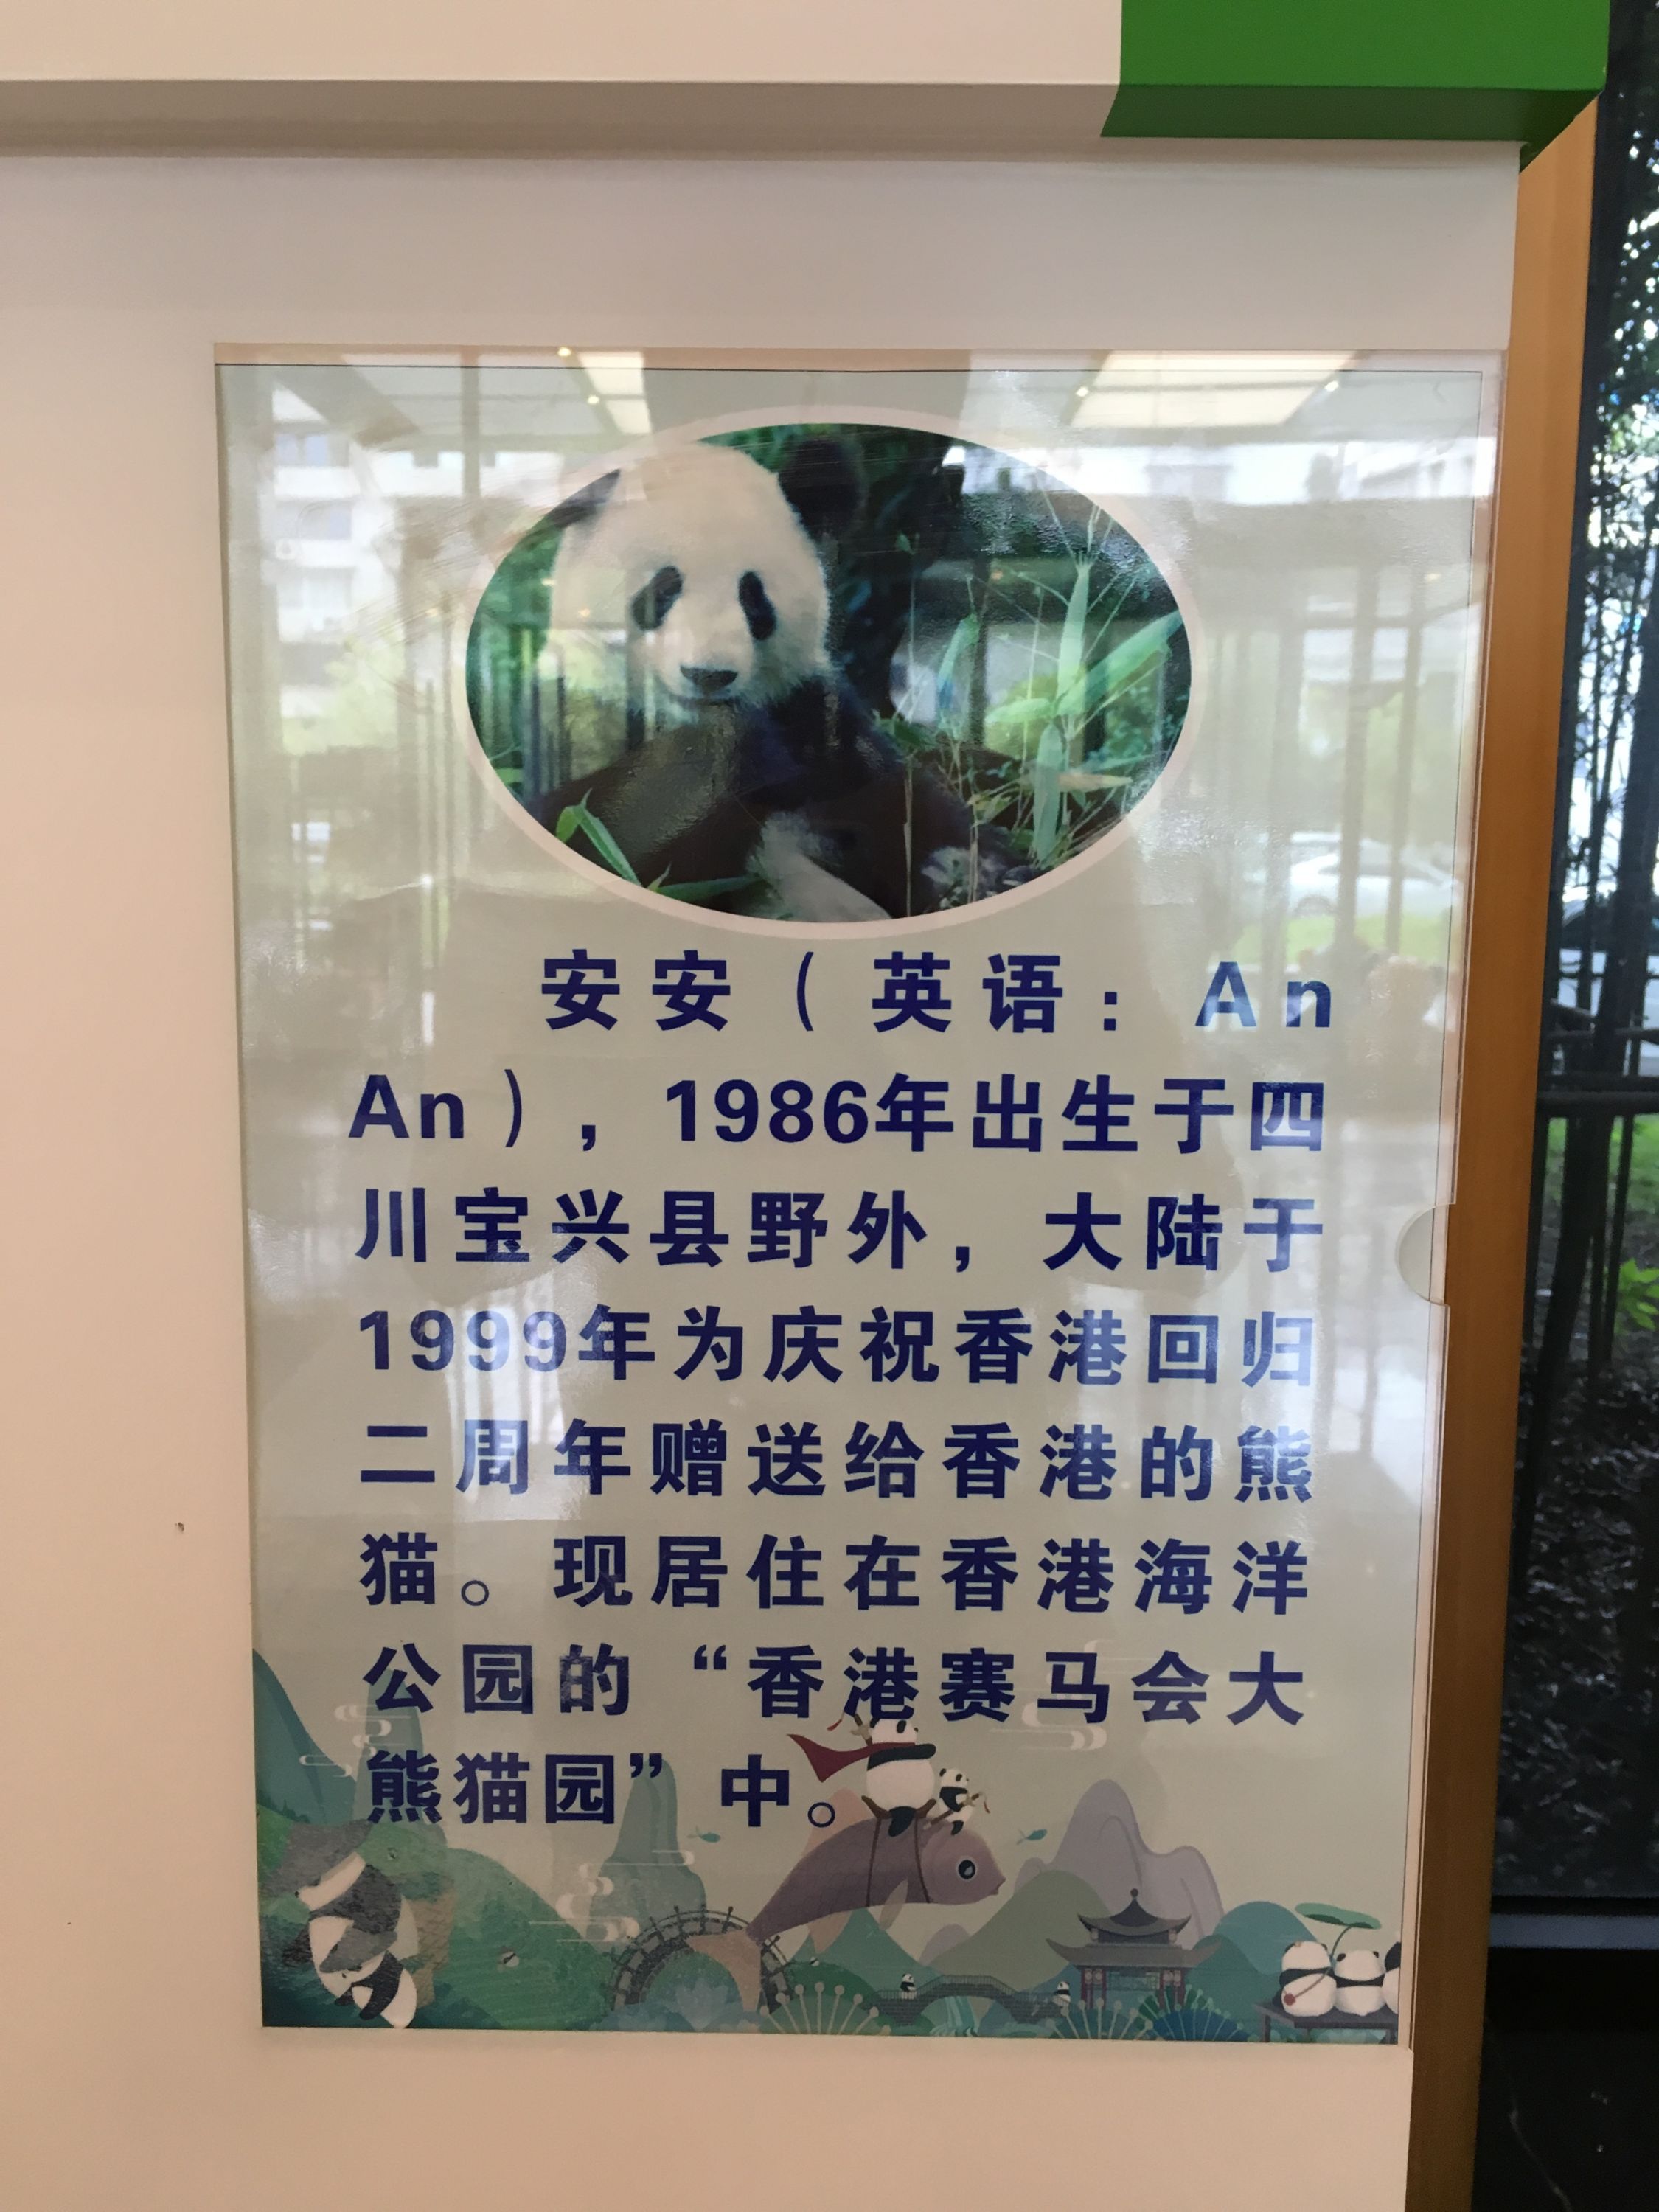 安安（英语：An
An），1986年出生于四
川宝兴县野外，大陆于
1999年为庆祝香港回归
二周年赠送给香港的熊
猫。现居住在香港海洋
公园的“香港赛马会大
熊猫园”中。